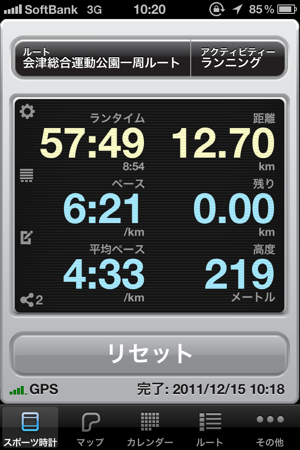 SoftBank 3G 10:20 85%
ルート アクティビティー
会津総合運動公園一周ルート ランニング
ランタイム 距離
57:49 12.70
8:54 km
ペース 残り
6:21 0.00
/km km
平均ペース 高度
4:33 219
2 /km メートル
リセット
GPS 完了: 2011/12/15 10:18
スポーツ時計 マップ カレンダー ルート その他